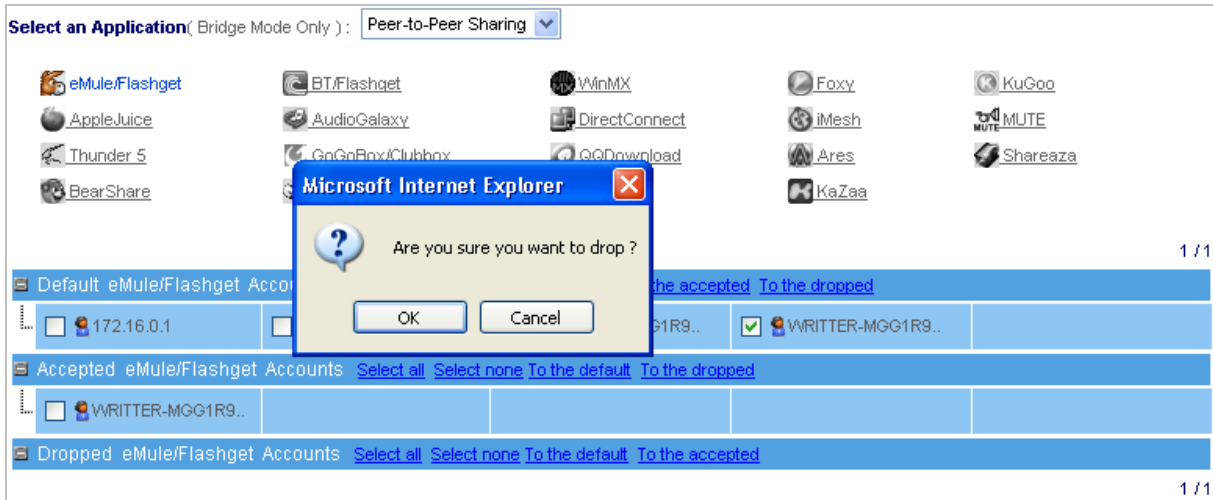 Select an Application( Bridge Mode Only ) : Peer-to-Peer Sharing
eMule/Flashget BT/Flashget WinMX Foxy KuGoo
AppleJuice AudioGalaxy DirectConnect iMesh MUTE MUTE
Thunder 5 GoGoBox/Clubbox QQDownload Ares Shareaza
BearShare KaZaa
Microsoft Internet Explorer
Are you sure you want to drop ?
OK Cancel
1 / 1
Default eMule/Flashget accepted To the dropped
172.16.0.1 G1R9.. WRITTER-MGG1R9..
Accepted eMule/Flashget Accounts Select all Select none To the default To the dropped
WRITTER-MGG1R9..
Dropped eMule/Flashget Accounts Select all Select none To the default To the accepted
1 / 1